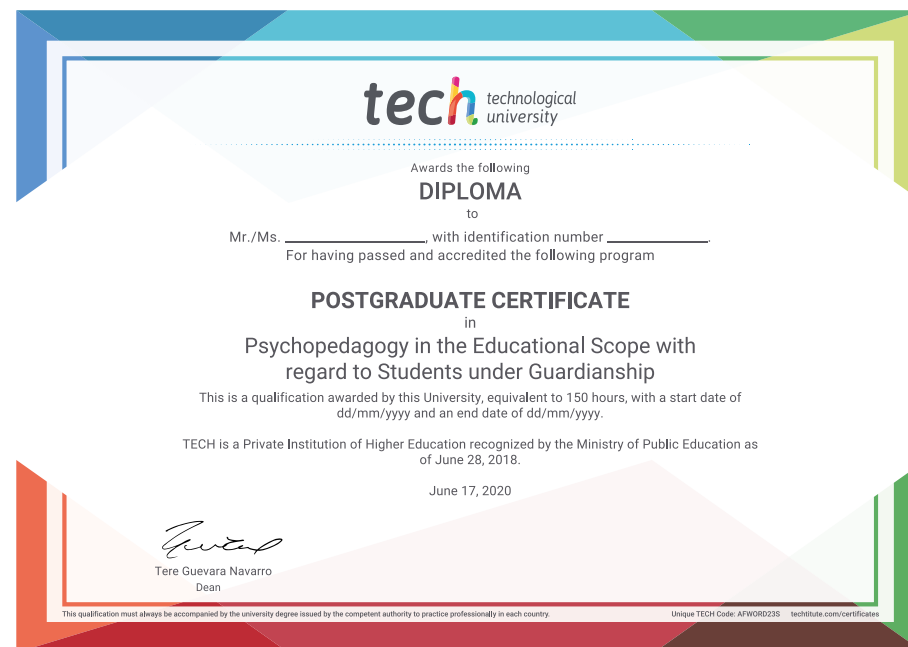 tech technological
university
Awards the following
DIPLOMA
to
Mr./Ms. ____________________, with identification number _______________.
For having passed and accredited the following program
POSTGRADUATE CERTIFICATE
in
Psychopedagogy in the Educational Scope with
regard to Students under Guardianship
This is a qualification awarded by this University, equivalent to 150 hours, with a start date of
dd/mm/yyyy and an end date of dd/mm/yyyy.
TECH is a Private Institution of Higher Education recognized by the Ministry of Public Education as
of June 28, 2018.
June 17, 2020
Tere Guevara Navarro
Dean
This qualification must always be accompanied by the university degree issued by the competent authority to practice professionally in each country.
Unique TECH Code: AFWORD23S techtitute.com/certificates